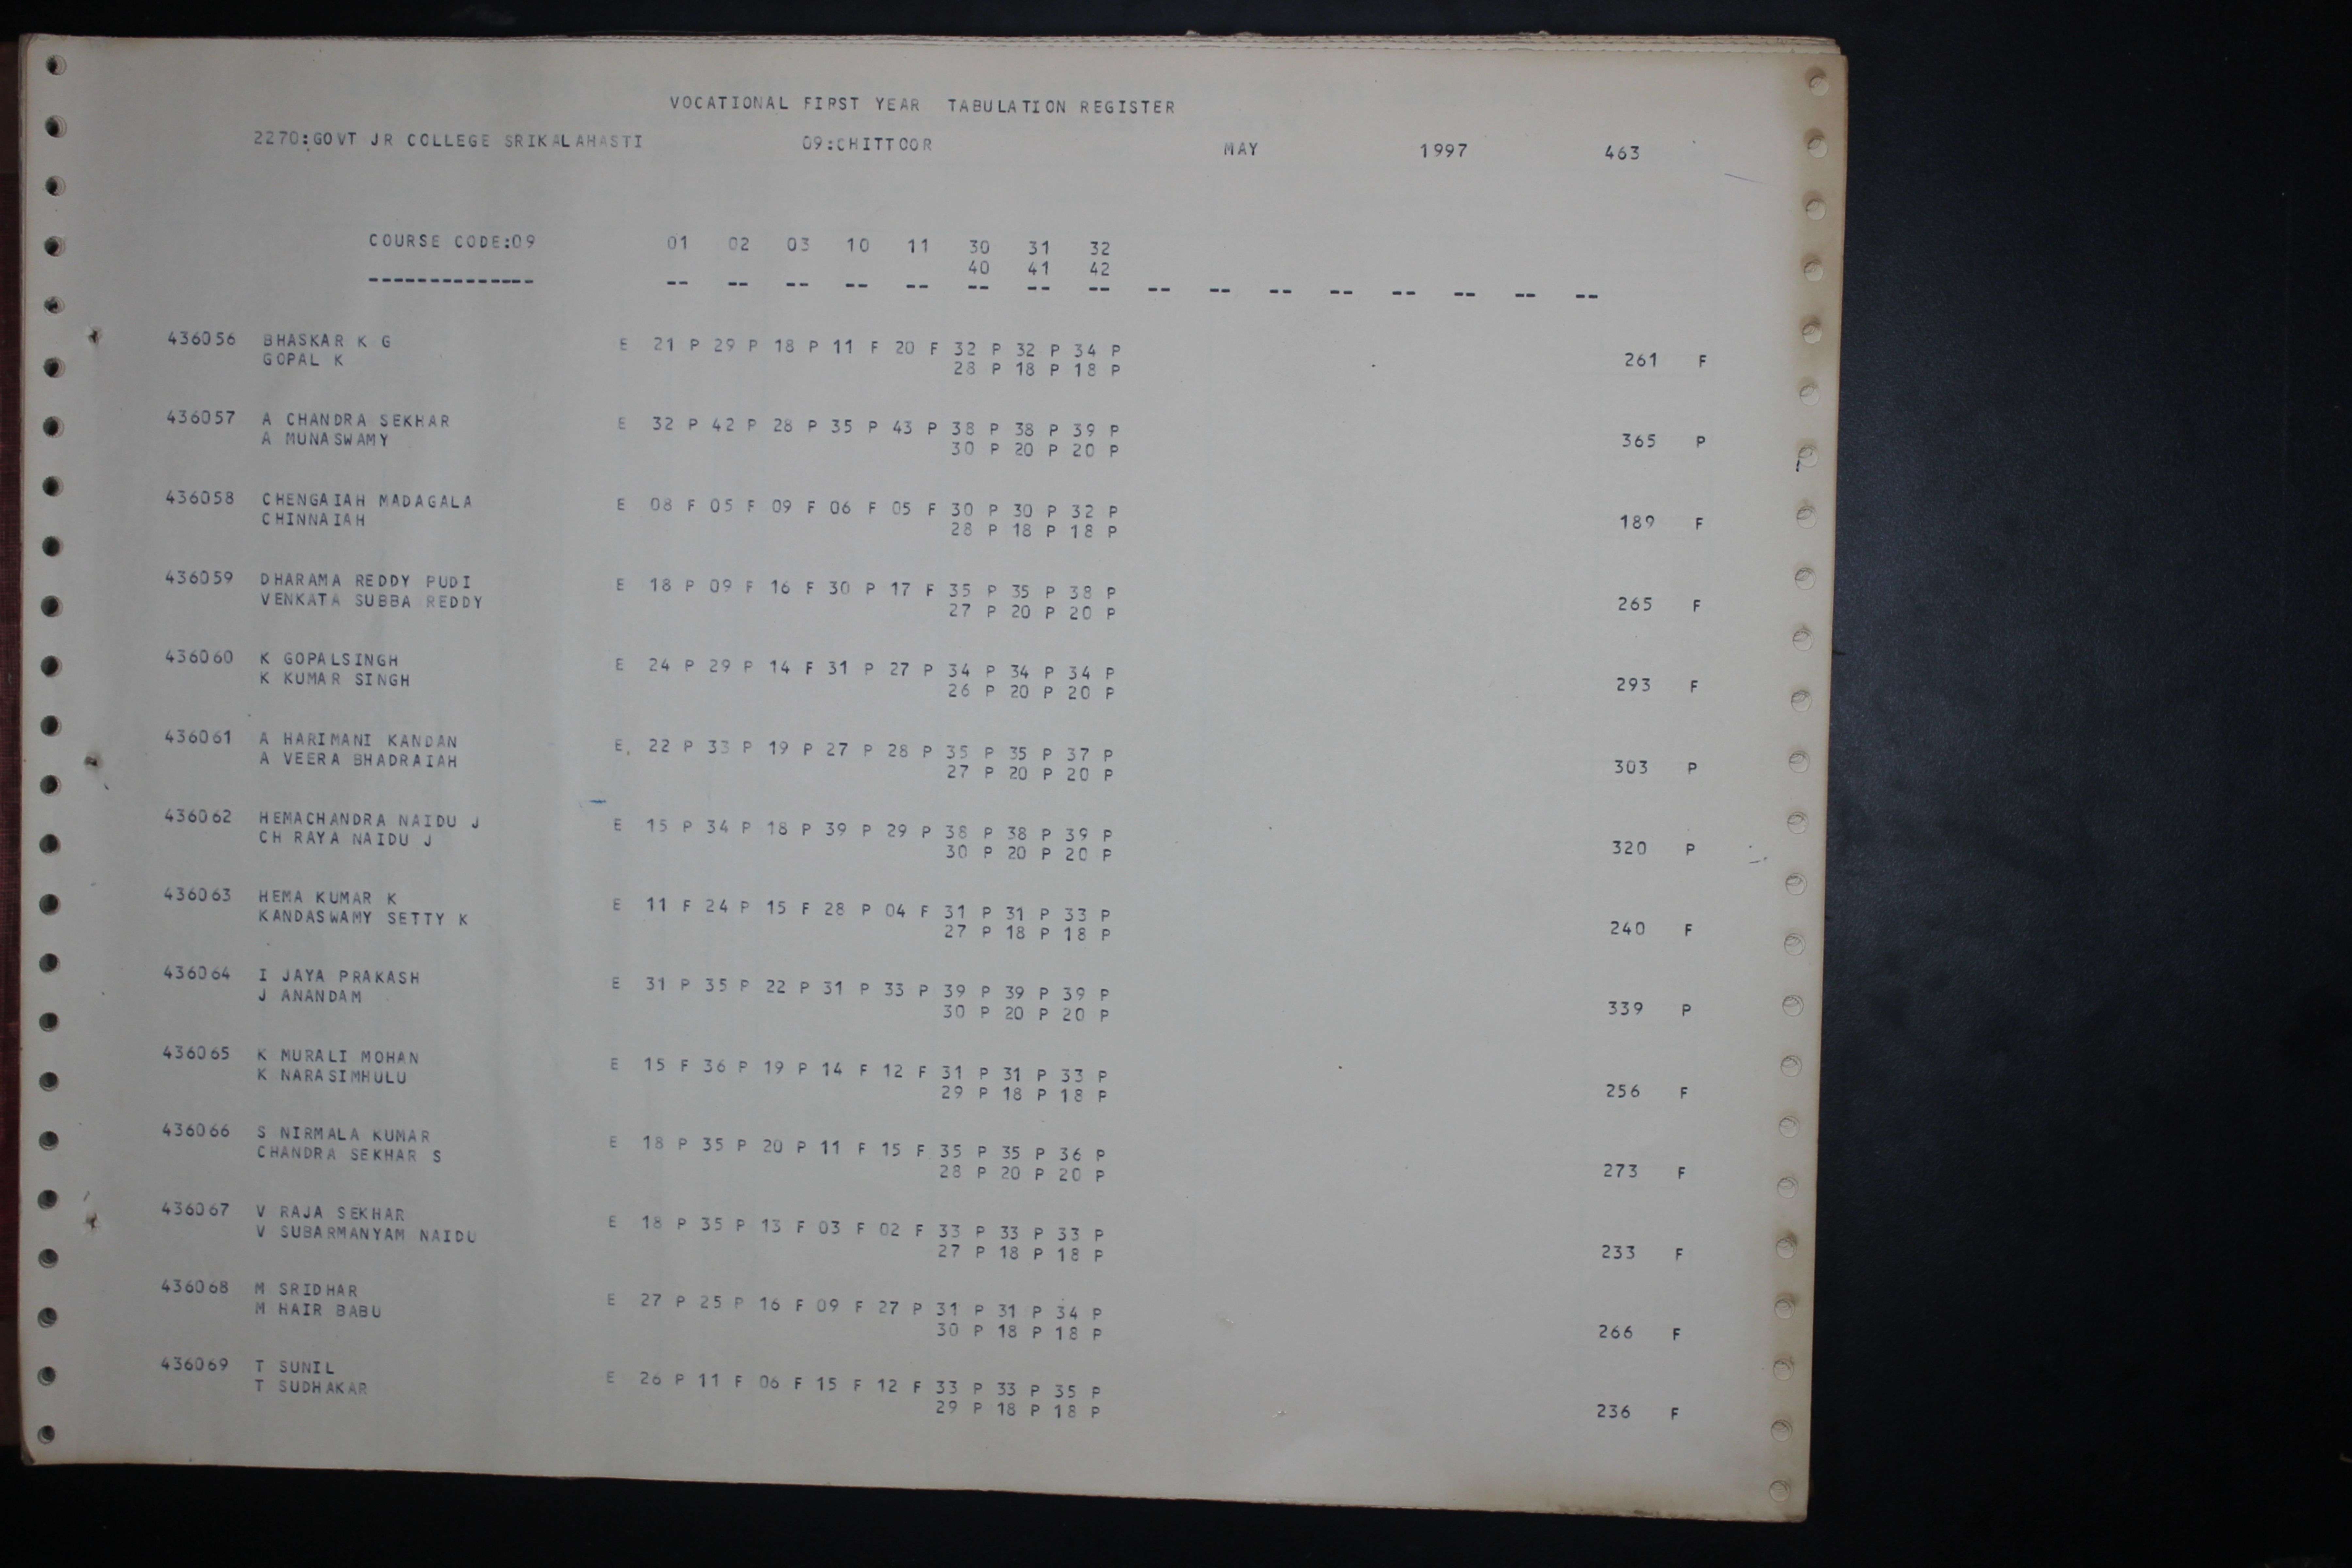 VOCATIONAL FIRST YEAR TABULATION REGISTER
2270:GOVT JR COLLEGE SRIKALAHASTI 09:CHITTOOR MAY 1997 463
COURSE CODE:09 01 02 03 10 11 30 31 32
40 41 42
-------------- -- -- -- -- -- -- -- -- -- -- -- -- -- -- -- --
436056 BHASKAR K G E 21 P 29 P 18 P 11 F 20 F 32 P 32 P 34 P
GOPAL K 28 P 18 P 18 P 261 F
436057 A CHANDRA SEKHAR E 32 P 42 P 28 P 35 P 43 P 38 P 38 P 39 P
A MUNASWAMY 30 P 20 P 20 P 365 P
436058 CHENGAIAH MADAGALA E 08 F 05 F 09 F 06 F 05 F 30 P 30 P 32 P
CHINNAIAH 28 P 18 P 18 P 189 F
436059 DHARAMA REDDY PUDI E 18 P 09 F 16 F 30 P 17 F 35 P 35 P 38 P
VENKATA SUBBA REDDY 27 P 20 P 20 P 265 F
436060 K GOPALSINGH E 24 P 29 P 14 F 31 P 27 P 34 P 34 P 34 P
K KUMAR SINGH 26 P 20 P 20 P 293 F
436061 A HARIMANI KANDAN E 22 P 33 P 19 P 27 P 28 P 35 P 35 P 37 P
A VEERA BHADRAIAH 27 P 20 P 20 P 303 P
436062 HEMACHANDRA NAIDU J E 15 P 34 P 18 P 39 P 29 P 38 P 38 P 39 P
CH RAYA NAIDU J 30 P 20 P 20 P 320 P
436063 HEMA KUMAR K E 11 F 24 P 15 F 28 P 04 F 31 P 31 P 33 P
KANDASWAMY SETTY K 27 P 18 P 18 P 240 F
436064 I JAYA PRAKASH E 31 P 35 P 22 P 31 P 33 P 39 P 39 P 39 P
J ANANDAM 30 P 20 P 20 P 339 P
436065 K MURALI MOHAN E 15 F 36 P 19 P 14 F 12 F 31 P 31 P 33 P
K NARASIMHULU 29 P 18 P 18 P 256 F
436066 S NIRMALA KUMAR E 18 P 35 P 20 P 11 F 15 F 35 P 35 P 36 P
CHANDRA SEKHAR S 28 P 20 P 20 P 273 F
436067 V RAJA SEKHAR E 18 P 35 P 13 F 03 F 02 F 33 P 33 P 33 P
V SUBARMANYAM NAIDU 27 P 18 P 18 P 233 F
436068 M SRIDHAR E 27 P 25 P 16 F 09 F 27 P 31 P 31 P 34 P
M HAIR BABU 30 P 18 P 18 P 266 F
436069 T SUNIL E 26 P 11 F 06 F 15 F 12 F 33 P 33 P 35 P
T SUDHAKAR 29 P 18 P 18 P 236 F